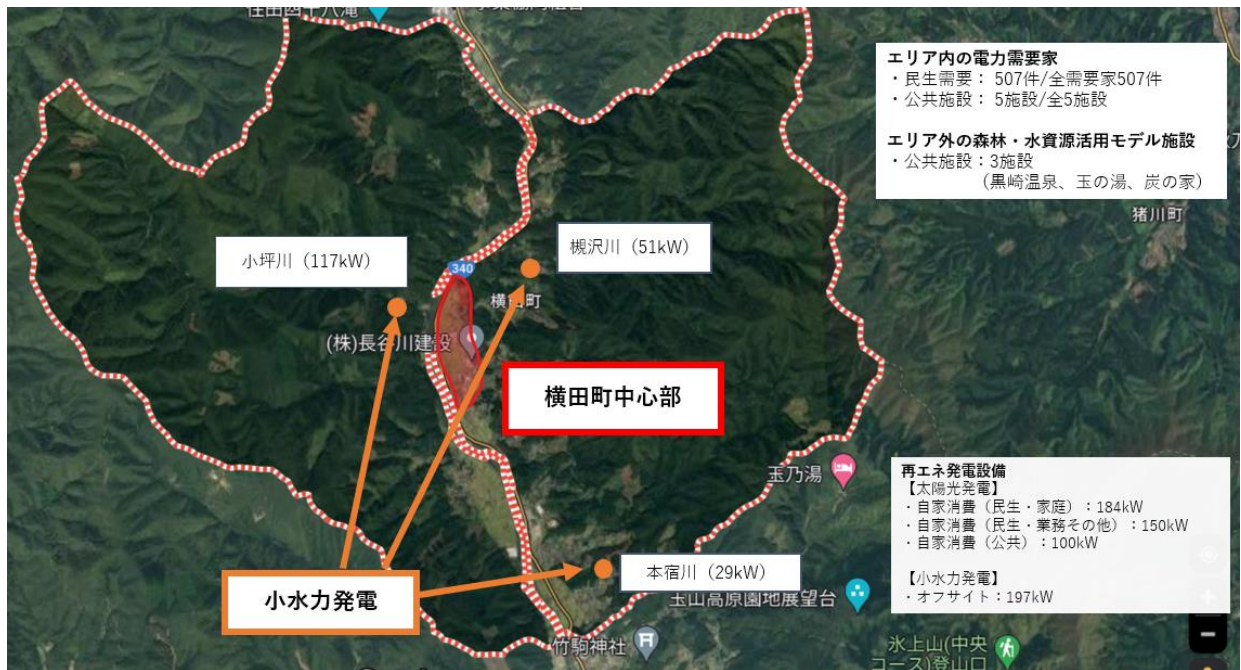 住田四十八滝
エリア内の電力需要家
・民生需要： 507件/全需要家507件
・公共施設： 5施設/全5施設
エリア外の森林・水資源活用モデル施設
・公共施設：3施設
(黒崎温泉、玉の湯、炭の家)
猪川町
小坪川（117kW）
槻沢川（51kW）
340
横田町
(株)長谷川建設
横田町中心部
玉乃湯
再エネ発電設備
【太陽光発電】
・自家消費（民生・家庭）：184kW
・自家消費（民生・業務その他）：150kW
・自家消費（公共）：100kW
【小水力発電】
・オフサイト：197kW
小水力発電
本宿川（29kW）
玉山高原園地展望台
竹駒神社
氷上山(中央
コース)登山口